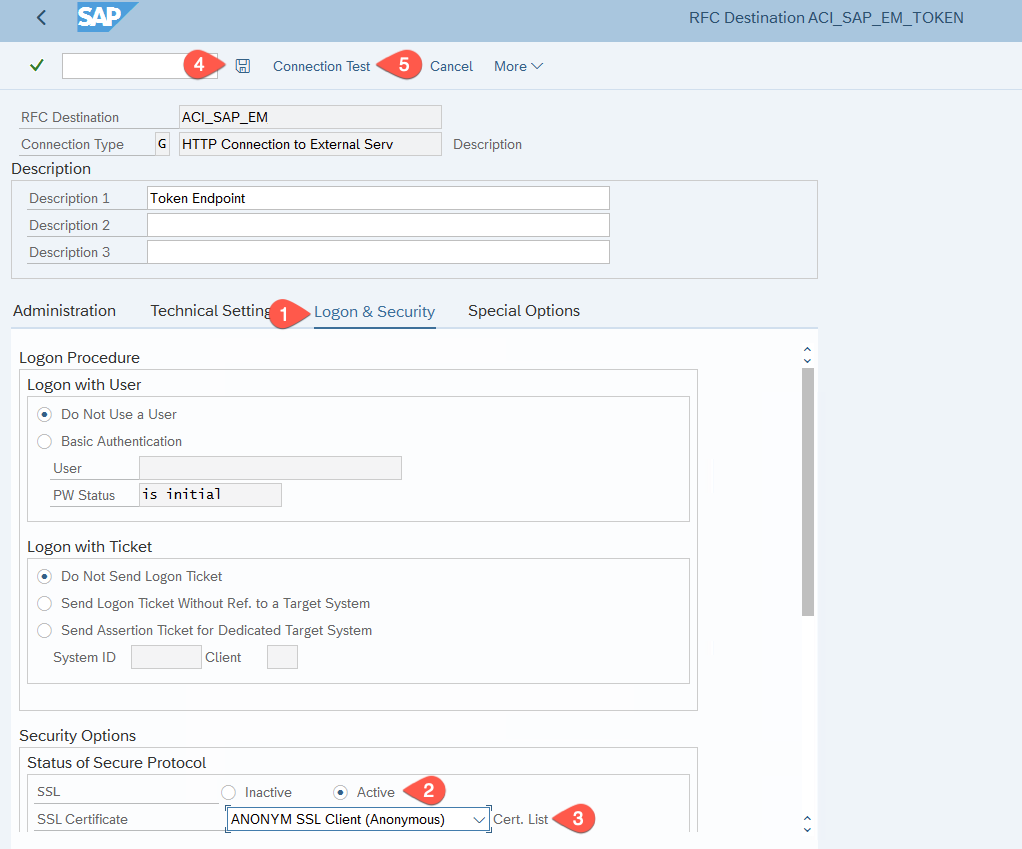 SAP
RFC Destination ACI_SAP_EM_TOKEN
4
Connection Test
5
Cancel
More
RFC Destination
ACI_SAP_EM
Connection Type
G
HTTP Connection to External Serv
Description
Description
Description 1
Token Endpoint
Description 2
Description 3
Administration
Technical Setting
1
Logon & Security
Special Options
Logon Procedure
Logon with User
Do Not Use a User
Basic Authentication
User
PW Status
is initial
Logon with Ticket
Do Not Send Logon Ticket
Send Logon Ticket Without Ref. to a Target System
Send Assertion Ticket for Dedicated Target System
System ID
Client
Security Options
Status of Secure Protocol
SSL
Inactive
Active
2
SSL Certificate
ANONYM SSL Client (Anonymous)
Cert. List
3